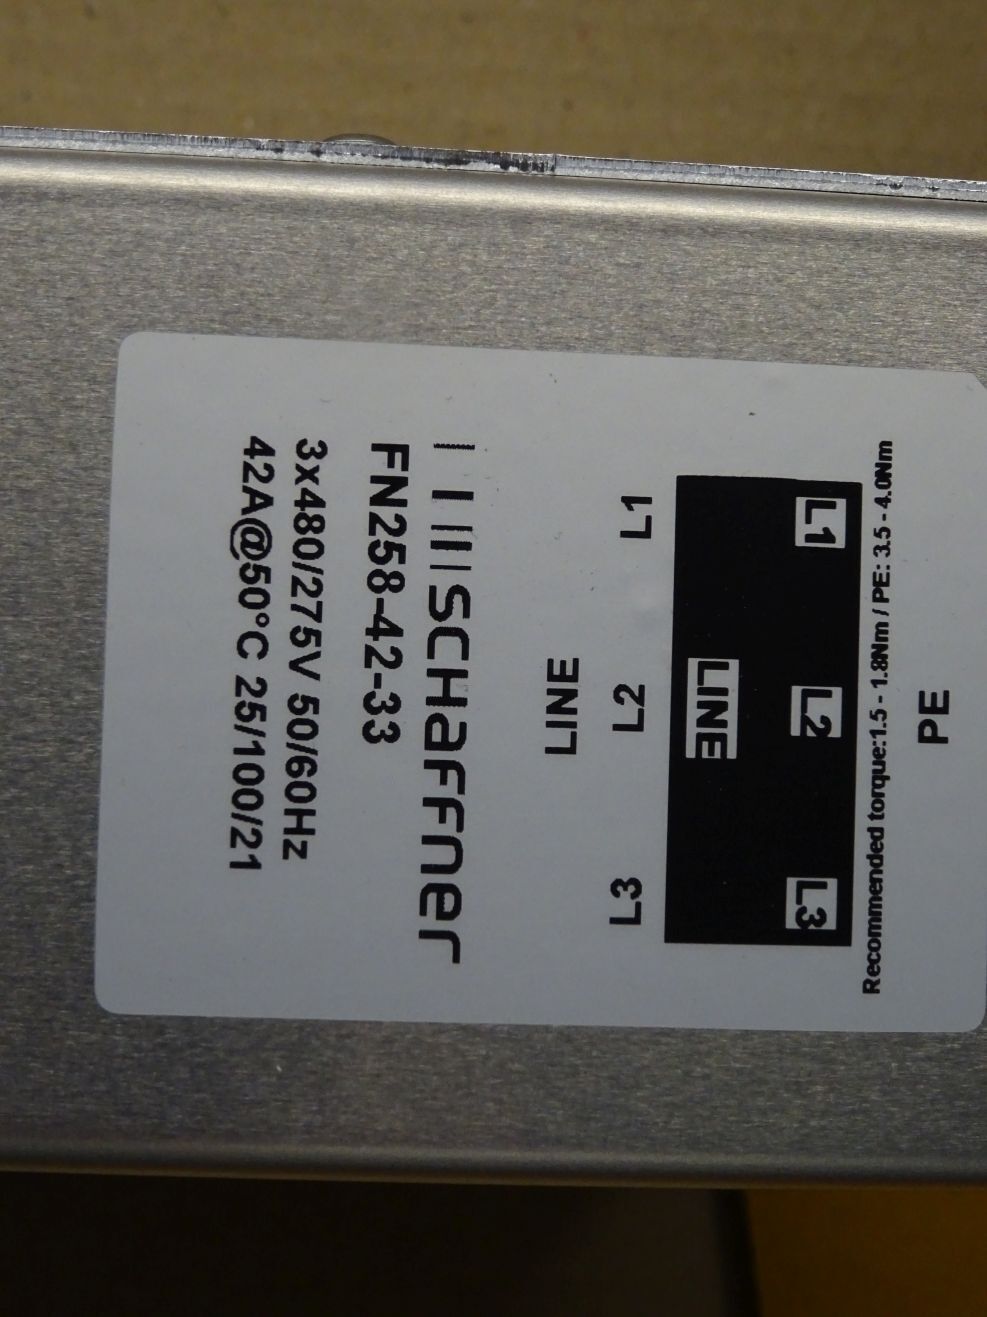 L1 L2 L3
LINE
SCHAFFNER
FN258-42-33
3x480/275V 50/60Hz
42A@50°C 25/100/21
LINE
L3 L2 L1
Recommended torque:1.5 - 1.8Nm / PE: 3.5 - 4.0Nm
PE